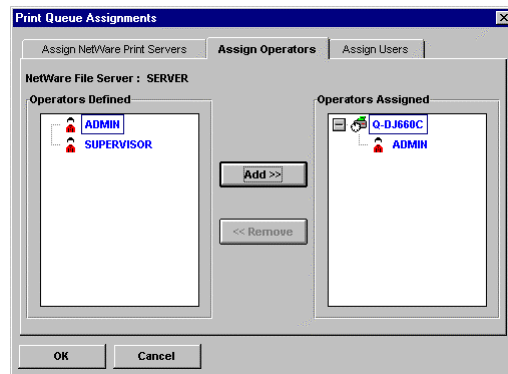 Print Queue Assignments
Assign NetWare Print Servers
Assign Operators
Assign Users
NetWare File Server : SERVER
Operators Defined
Operators Assigned
ADMIN
SUPERVISOR
Q-DJ660C
ADMIN
Add >>
<< Remove
OK
Cancel